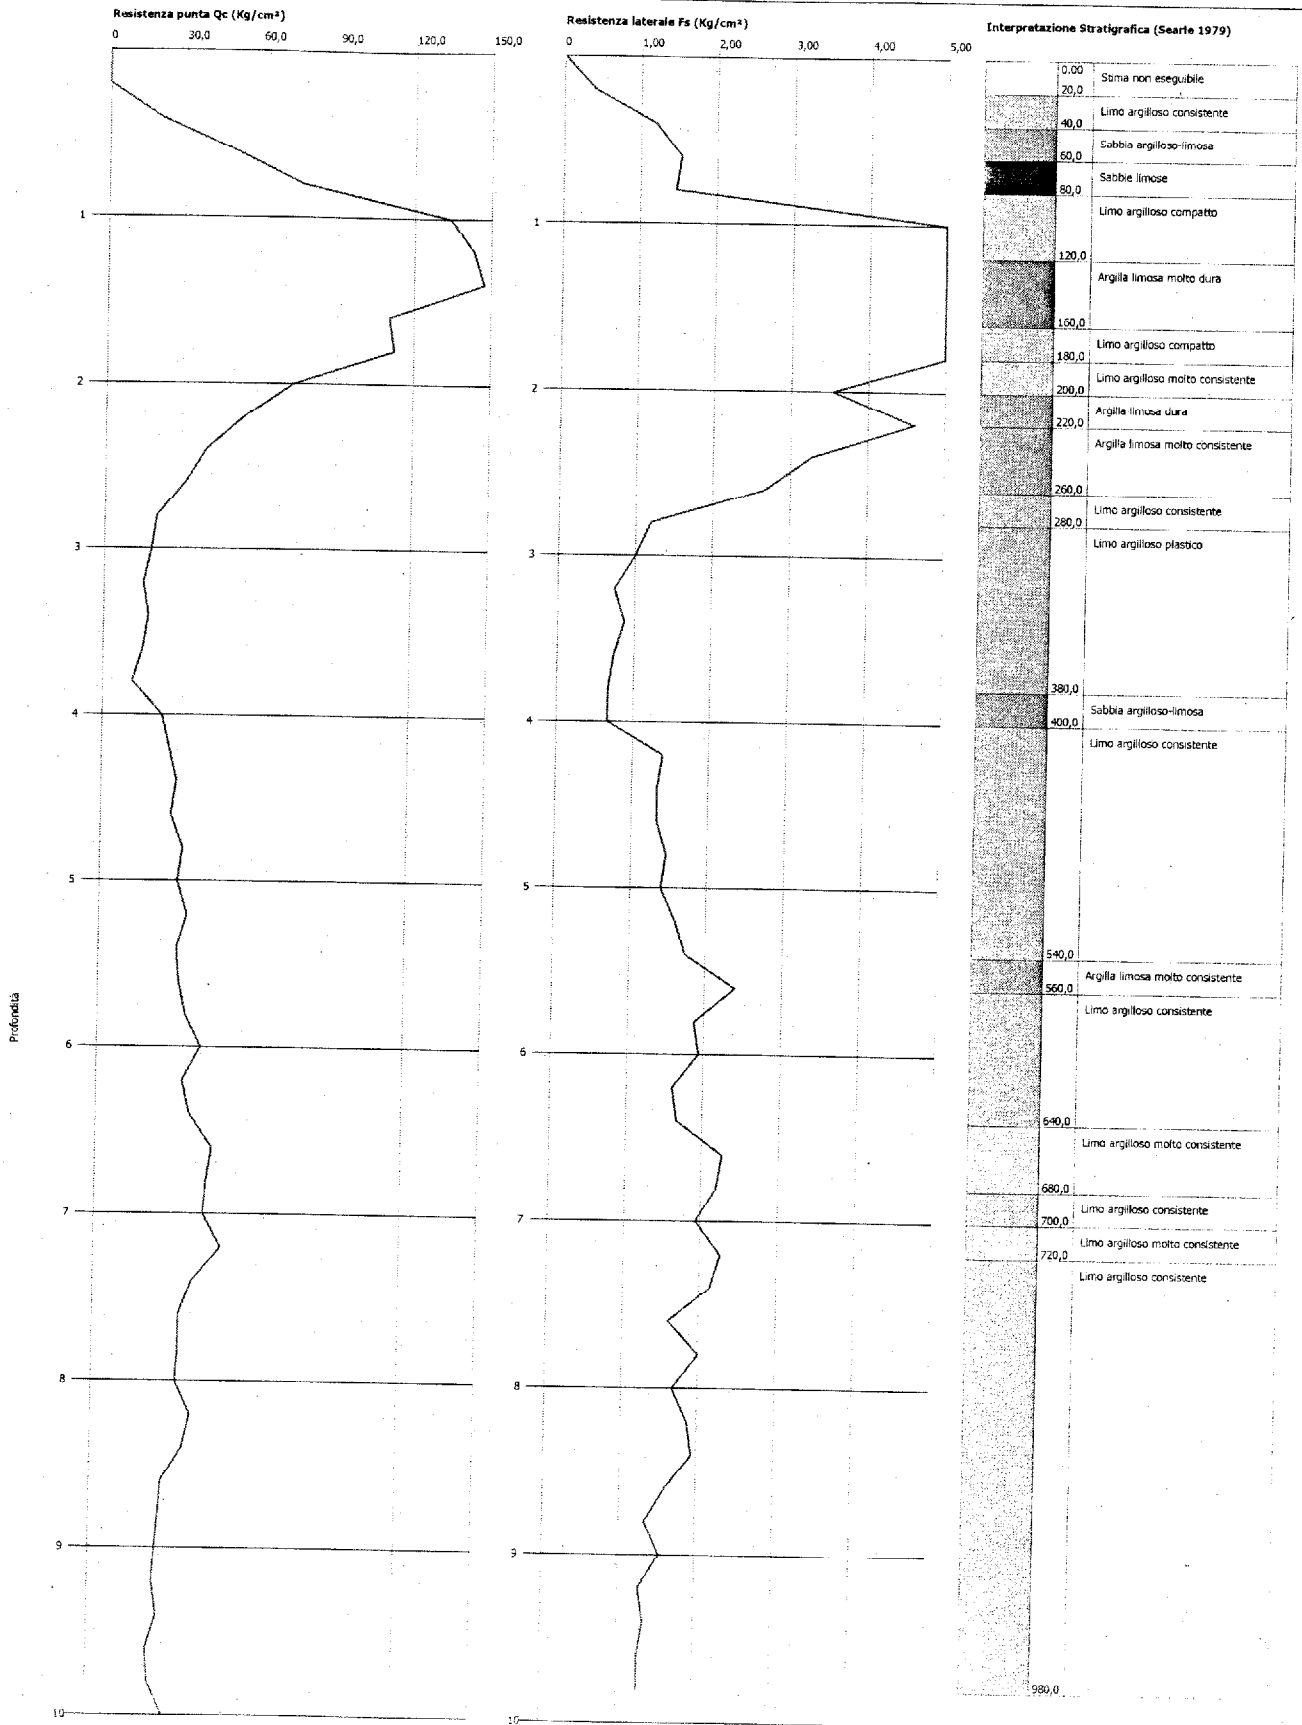 Resistenza punta Qc (Kg/cm²)
0 30,0 60,0 90,0 120,0 150,0
1
2
3
4
5
6
7
8
9
10
Profondità
Resistenza laterale Fs (Kg/cm²)
0 1,00 2,00 3,00 4,00 5,00
1
2
3
4
5
6
7
8
9
10
Interpretazione Stratigrafica (Searle 1979)
0.00
Stima non eseguibile
20,0
Limo argilloso consistente
40,0
Sabbia argilloso-limosa
60,0
Sabbie limose
80,0
Limo argilloso compatto
120,0
Argilla limosa molto dura
160,0
Limo argilloso compatto
180,0
Limo argilloso molto consistente
200,0
Argilla limosa dura
220,0
Argilla limosa molto consistente
260,0
Limo argilloso consistente
280,0
Limo argilloso plastico
380,0
Sabbia argilloso-limosa
400,0
Limo argilloso consistente
540,0
Argilla limosa molto consistente
560,0
Limo argilloso consistente
640,0
Limo argilloso molto consistente
680,0
Limo argilloso consistente
700,0
Limo argilloso molto consistente
720,0
Limo argilloso consistente
980,0